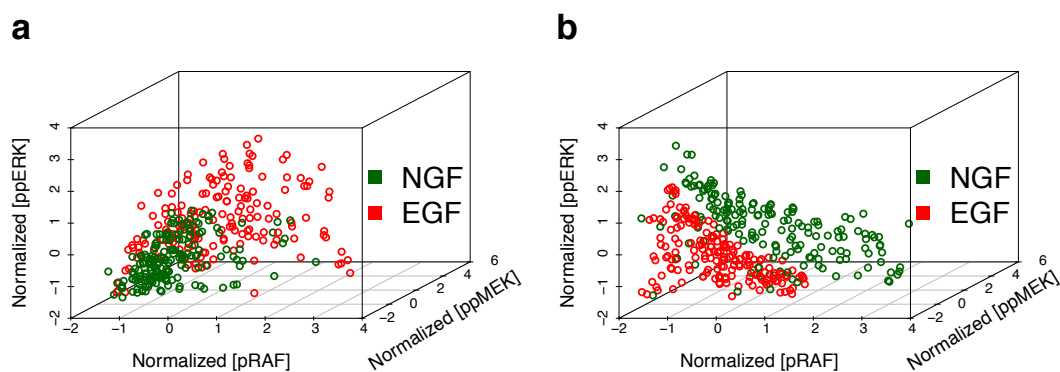 a
Normalized [ppERK]
4
3
2
1
0
−1
−2
−2 −1 0 1 2 3 4
Normalized [pRAF]
−2 0 2 4 6
Normalized [ppMEK]
NGF
EGF
b
Normalized [ppERK]
4
3
2
1
0
−1
−2
−2 −1 0 1 2 3 4
Normalized [pRAF]
−2 0 2 4 6
Normalized [ppMEK]
NGF
EGF